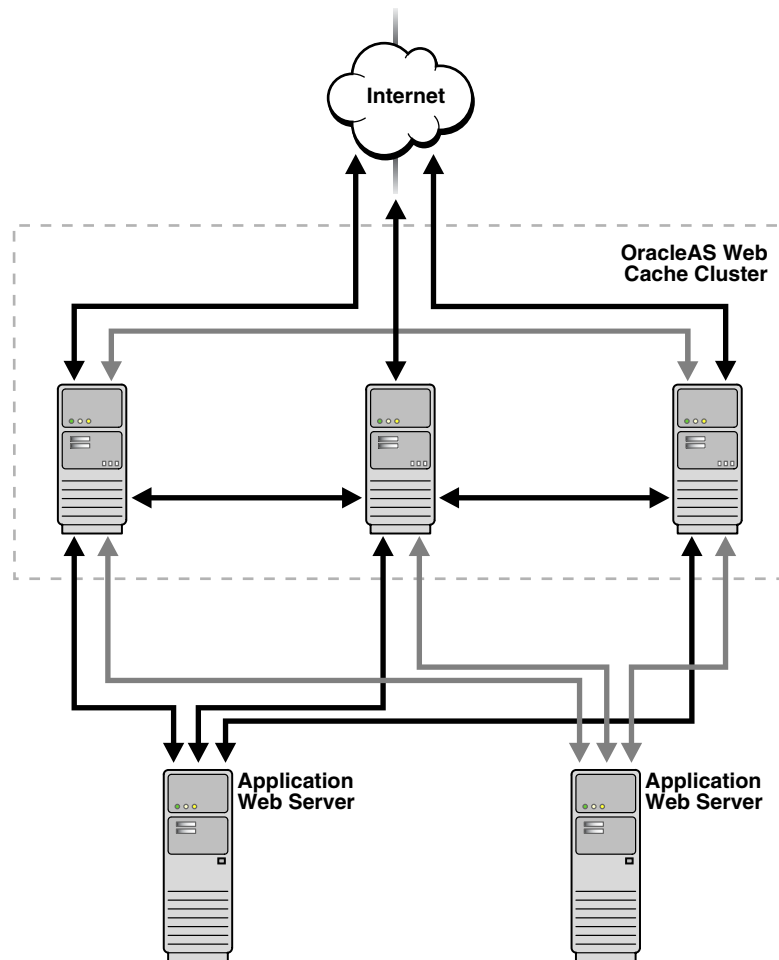 Internet
OracleAS Web
Cache Cluster
Application
Web Server
Application
Web Server